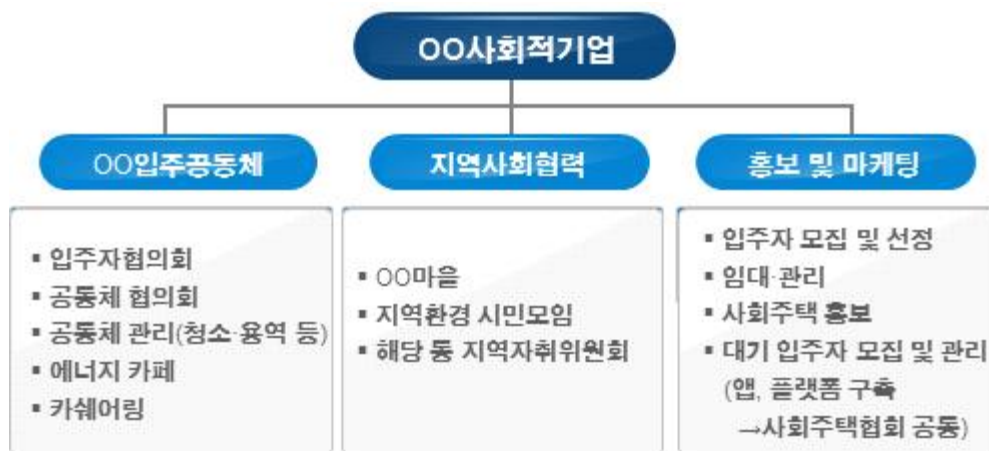 OO사회적기업
OO입주공동체
▪ 입주자협의회
▪ 공동체 협의회
▪ 공동체 관리(청소·용역 등)
▪ 에너지 카페
▪ 카쉐어링
지역사회협력
▪ OO마을
▪ 지역환경 시민모임
▪ 해당 동 지역자취위원회
홍보 및 마케팅
▪ 입주자 모집 및 선정
▪ 임대·관리
▪ 사회주택 홍보
▪ 대기 입주자 모집 및 관리
(앱, 플랫폼 구축
→사회주택협회 공통)